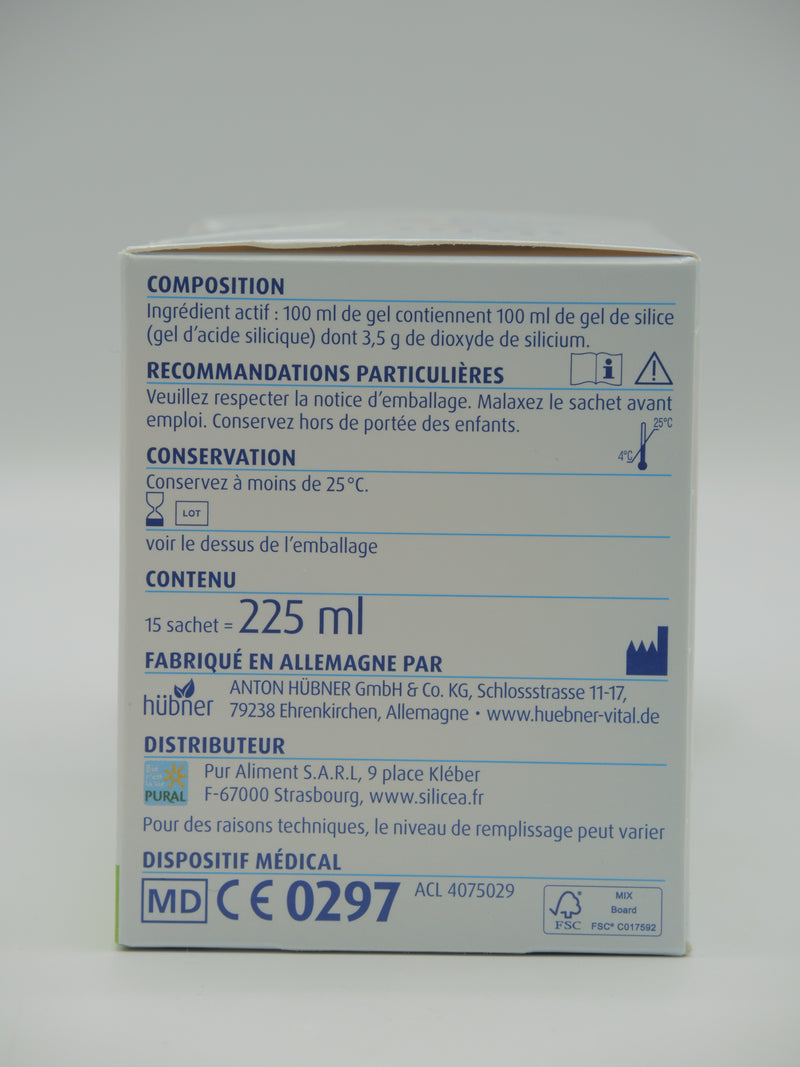 COMPOSITION
Ingrédient actif : 100 ml de gel contiennent 100 ml de gel de silice
(gel d'acide silicique) dont 3,5 g de dioxyde de silicium.
RECOMMANDATIONS PARTICULIÈRES
Veuillez respecter la notice d'emballage. Malaxez le sachet avant
emploi. Conservez hors de portée des enfants.
25°C
4°C
CONSERVATION
Conservez à moins de 25°C.
LOT
voir le dessus de l'emballage
CONTENU
15 sachet = 225 ml
FABRIQUÉ EN ALLEMAGNE PAR
hübner
ANTON HÜBNER GmbH & Co. KG, Schlossstrasse 11-17,
79238 Ehrenkirchen, Allemagne • www.huebner-vital.de
DISTRIBUTEUR
Bio
c'est
la vie
PURAL
Pur Aliment S.A.R.L, 9 place Kléber
F-67000 Strasbourg, www.silicea.fr
Pour des raisons techniques, le niveau de remplissage peut varier
DISPOSITIF MÉDICAL
MD CE 0297 ACL 4075029
FSC
MIX
Board
FSC® C017592